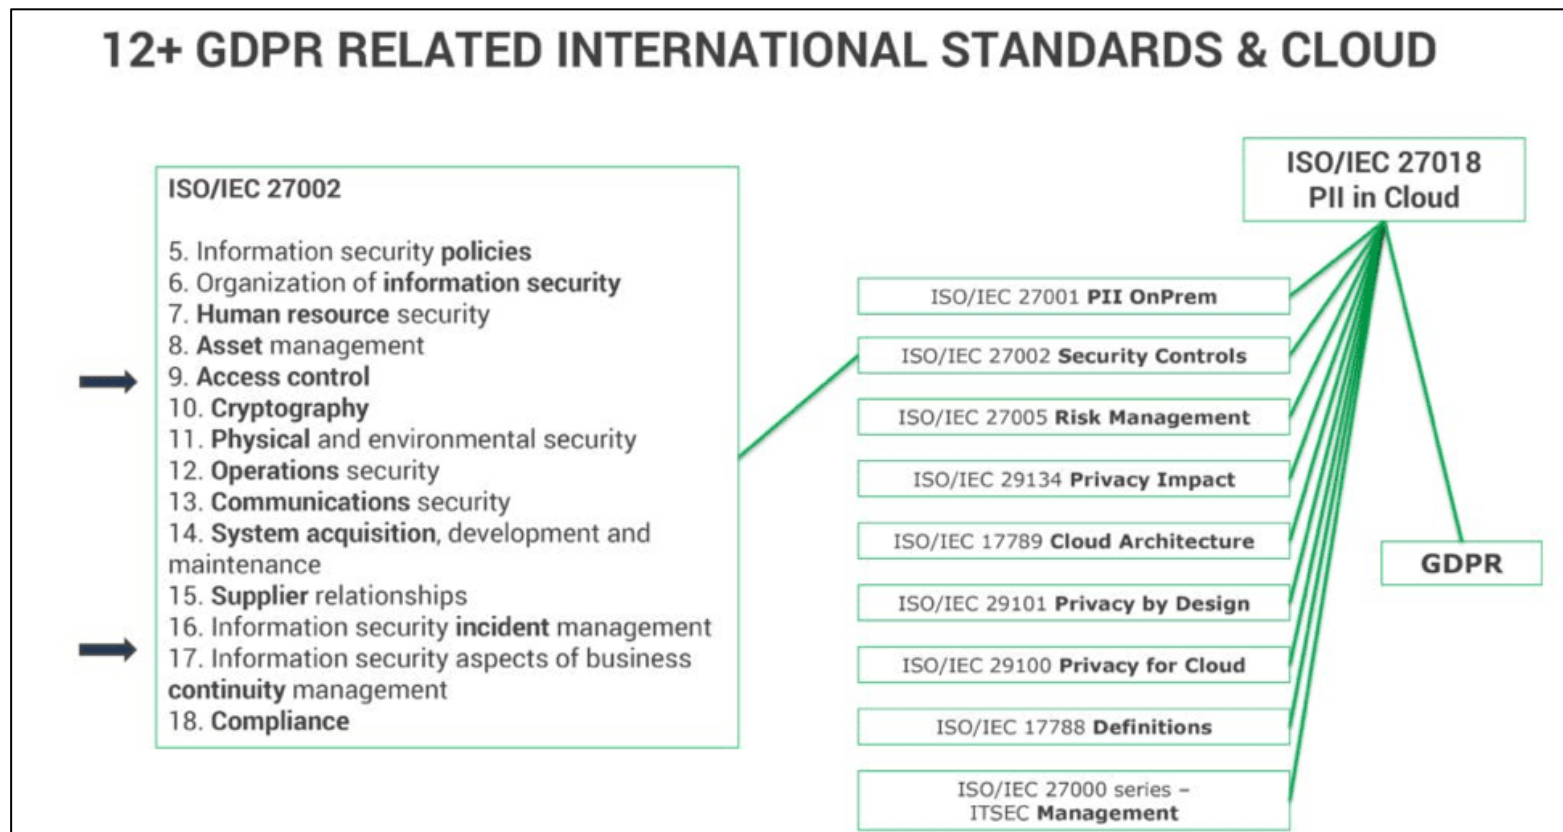 12+ GDPR RELATED INTERNATIONAL STANDARDS & CLOUD
ISO/IEC 27002
5. Information security policies
6. Organization of information security
7. Human resource security
8. Asset management
9. Access control
10. Cryptography
11. Physical and environmental security
12. Operations security
13. Communications security
14. System acquisition, development and
maintenance
15. Supplier relationships
16. Information security incident management
17. Information security aspects of business
continuity management
18. Compliance
ISO/IEC 27018
PII in Cloud
ISO/IEC 27001 PII OnPrem
ISO/IEC 27002 Security Controls
ISO/IEC 27005 Risk Management
ISO/IEC 29134 Privacy Impact
ISO/IEC 17789 Cloud Architecture
ISO/IEC 29101 Privacy by Design
ISO/IEC 29100 Privacy for Cloud
ISO/IEC 17788 Definitions
ISO/IEC 27000 series –
ITSEC Management
GDPR